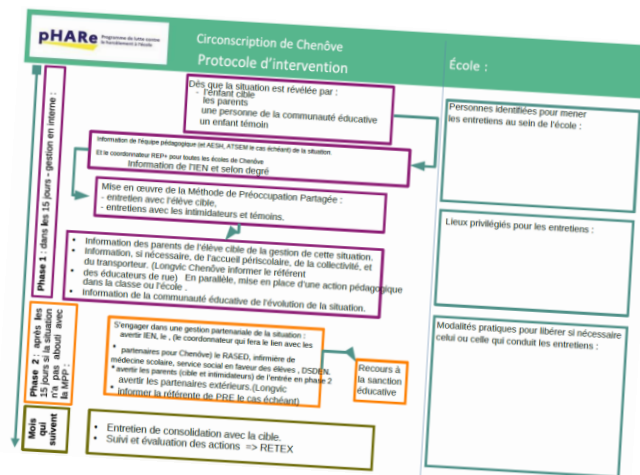 pHARe
Programme de lutte contre
le harcèlement à l'école
Circonscription de Chenôve
Protocole d'intervention
École :
Phase 1 : dans les 15 jours - gestion en interne :
Dès que la situation est révélée par :
- l'enfant cible
les parents
une personne de la communauté éducative
un enfant témoin
Information de l'équipe pédagogique (et AESH, ATSEM le cas échéant) de la situation
Et le coordonnateur REP+ pour toutes les écoles de Chenôve
Information de l'IEN et selon degré
Mise en œuvre de la Méthode de Préoccupation Partagée :
- entretien avec l'élève cible,
- entretiens avec les intimidateurs et témoins.
• Information des parents de l'élève cible de la gestion de cette situation.
• Information, si nécessaire, de l'accueil périscolaire, de la collectivité, et
du transporteur. (Longvic Chenôve informer le référent
• des éducateurs de rue) En parallèle, mise en place d'une action pédagogique
dans la classe ou l'école .
• Information de la communauté éducative de l'évolution de la situation.
Phase 2 : après les
15 jours si la situation
n'a pas abouti avec
la MPP :
S'engager dans une gestion partenariale de la situation :
avertir IEN, le , (le coordonnateur qui fera le lien avec les
• partenaires pour Chenôve) le RASED, infirmière de
médecine scolaire, service social en faveur des élèves , DSDEN.
• avertir les parents (cible et intimidateurs) de l'entrée en phase 2
avertir les partenaires extérieurs.(Longvic
• informer la référente de PRE le cas échéant)
Recours à
la sanction
éducative
Mois
qui
suivent
• Entretien de consolidation avec la cible.
• Suivi et évaluation des actions => RETEX
Personnes identifiées pour mener
les entretiens au sein de l'école :
Lieux privilégiés pour les entretiens :
Modalités pratiques pour libérer si nécessaire
celui ou celle qui conduit les entretiens :